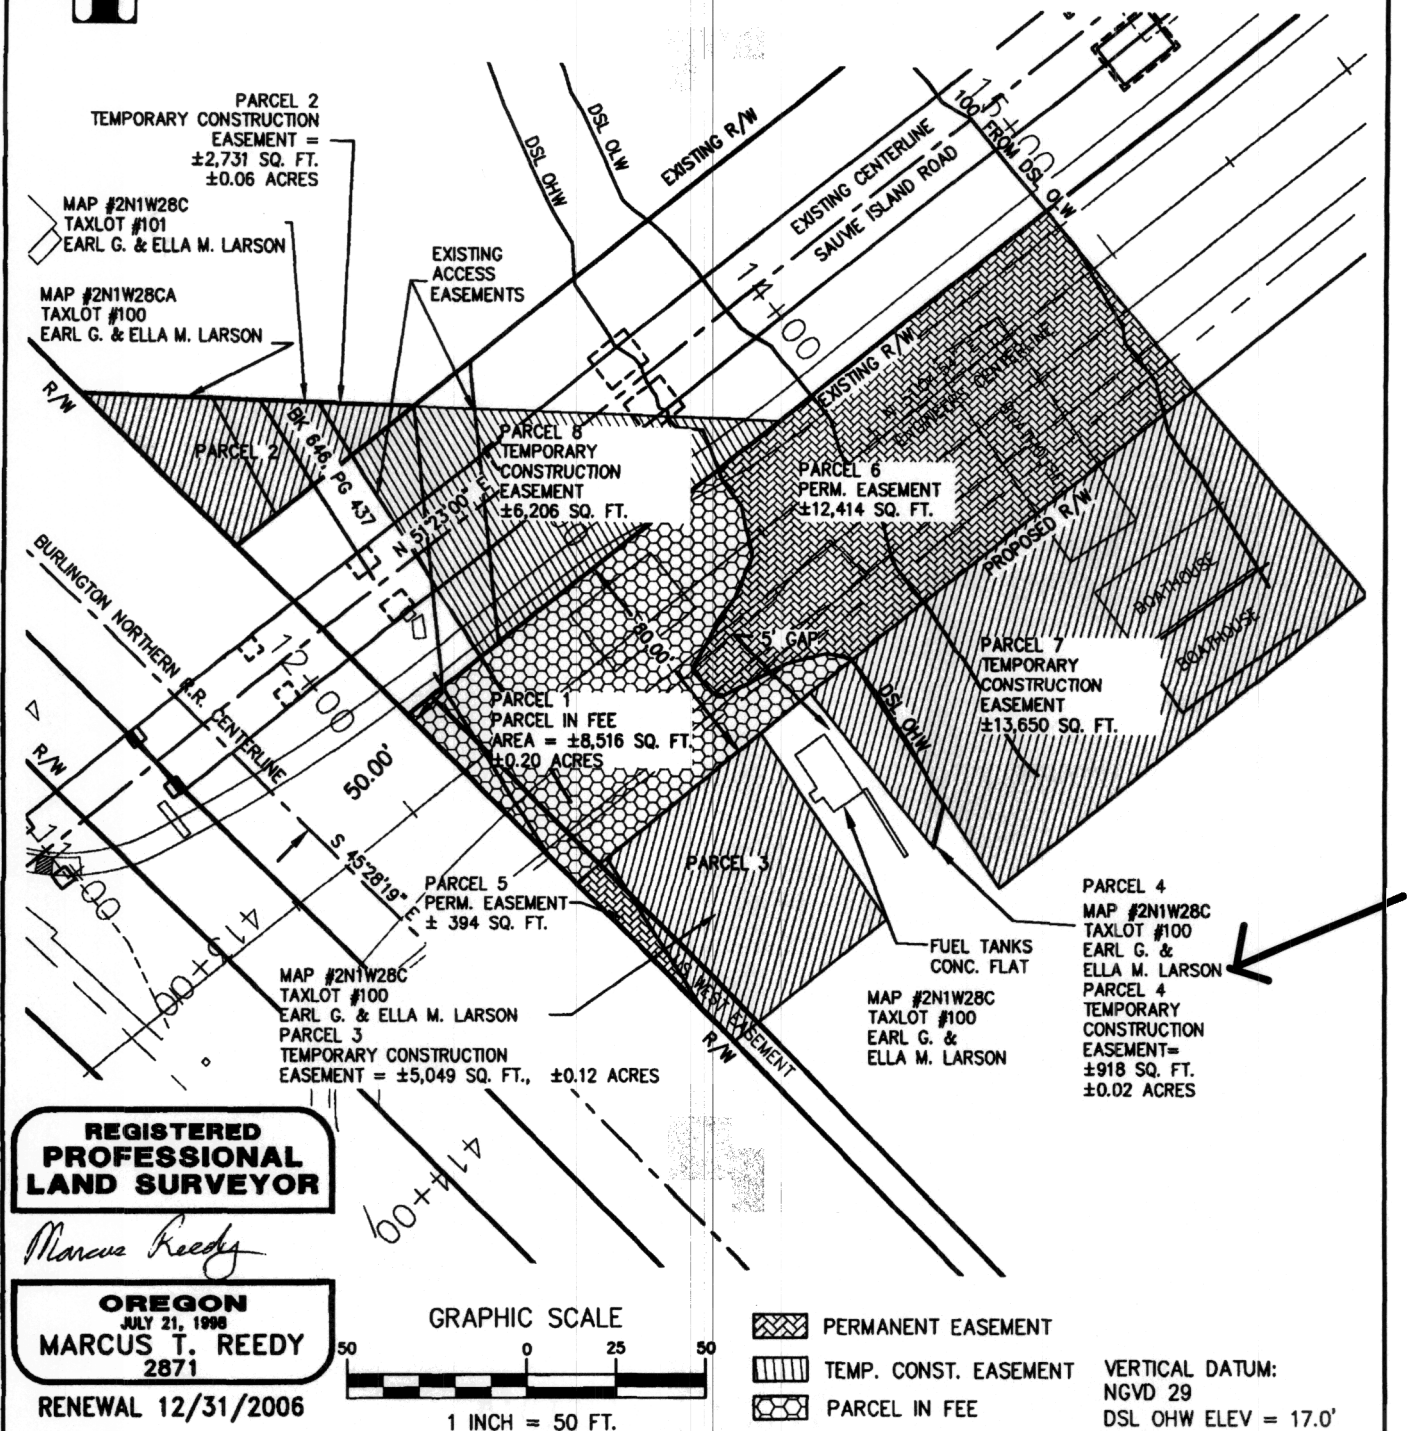 PARCEL 2
TEMPORARY CONSTRUCTION
EASEMENT =
±2,731 SQ. FT.
±0.06 ACRES
MAP #2N1W28C
TAXLOT #101
EARL G. & ELLA M. LARSON
MAP #2N1W28CA
TAXLOT #100
EARL G. & ELLA M. LARSON
EXISTING
ACCESS
EASEMENTS
DSL OHW
DSL OLW
EXISTING R/W
EXISTING CENTERLINE
SAUVIE ISLAND ROAD
15+00
100' FROM DSL OLW
14+00
EXISTING R/W
R/W
PARCEL 2
BK 646, PG 437
N 51°23'00" E
PARCEL 8
TEMPORARY
CONSTRUCTION
EASEMENT
±6,206 SQ. FT.
PARCEL 6
PERM. EASEMENT
±12,414 SQ. FT.
PROPOSED R/W
BOATHOUSE
BOATHOUSE
BURLINGTON NORTHERN R.R. CENTERLINE
12+00
80.00'
5' GAP
PARCEL 7
TEMPORARY
CONSTRUCTION
EASEMENT
±13,650 SQ. FT.
DSL OHW
PARCEL 1
PARCEL IN FEE
AREA = ±8,516 SQ. FT.
±0.20 ACRES
R/W
50.00'
11+00
S 45°28'19" E
PARCEL 3
PARCEL 5
PERM. EASEMENT
± 394 SQ. FT.
413+00
FUEL TANKS
CONC. FLAT
MAP #2N1W28C
TAXLOT #100
EARL G. &
ELLA M. LARSON
PARCEL 4
MAP #2N1W28C
TAXLOT #100
EARL G. &
ELLA M. LARSON
PARCEL 4
TEMPORARY
CONSTRUCTION
EASEMENT=
±918 SQ. FT.
±0.02 ACRES
MAP #2N1W28C
TAXLOT #100
EARL G. & ELLA M. LARSON
PARCEL 3
TEMPORARY CONSTRUCTION
EASEMENT = ±5,049 SQ. FT., ±0.12 ACRES
WEST EASEMENT
R/W
414+00
REGISTERED
PROFESSIONAL
LAND SURVEYOR
Marcus Reedy
OREGON
JULY 21, 1998
MARCUS T. REEDY
2871
RENEWAL 12/31/2006
GRAPHIC SCALE
50 0 25 50
1 INCH = 50 FT.
PERMANENT EASEMENT
TEMP. CONST. EASEMENT
PARCEL IN FEE
VERTICAL DATUM:
NGVD 29
DSL OHW ELEV = 17.0'